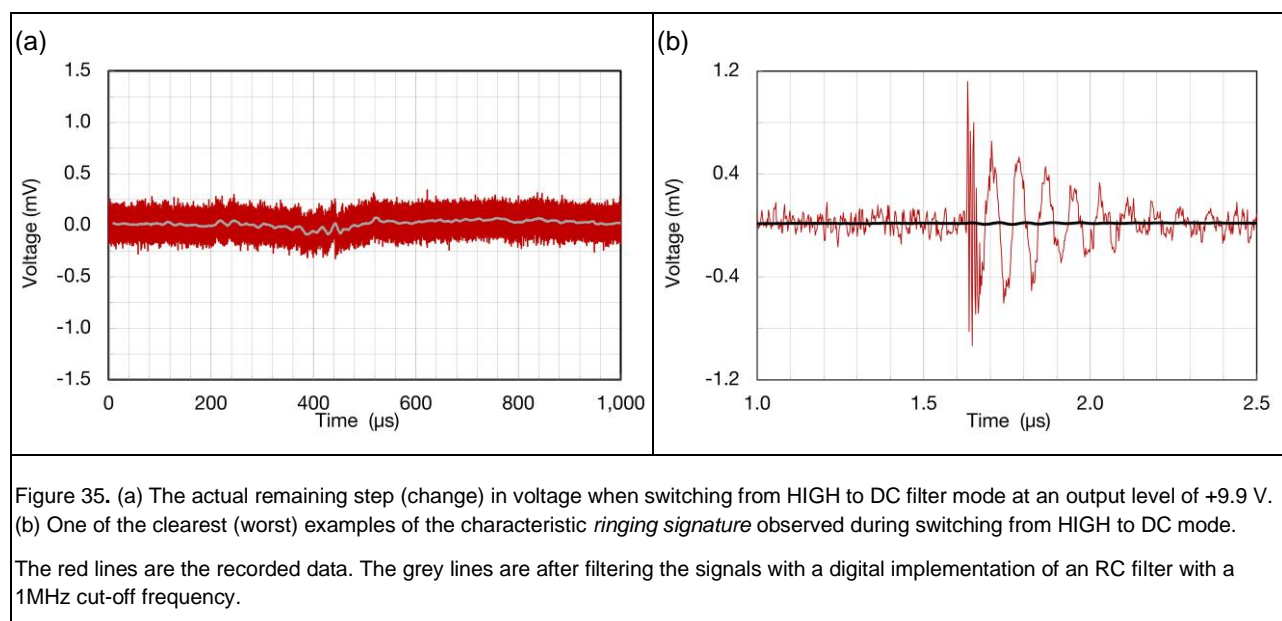 (a)
1.5
1.0
0.5
0.0
-0.5
-1.0
-1.5
Voltage (mV)
0 200 400 600 800 1,000
Time (µs)
(b)
1.2
0.4
-0.4
-1.2
Voltage (mV)
1.0 1.5 2.0 2.5
Time (µs)
Figure 35. (a) The actual remaining step (change) in voltage when switching from HIGH to DC filter mode at an output level of +9.9 V.
(b) One of the clearest (worst) examples of the characteristic ringing signature observed during switching from HIGH to DC mode.
The red lines are the recorded data. The grey lines are after filtering the signals with a digital implementation of an RC filter with a
1MHz cut-off frequency.